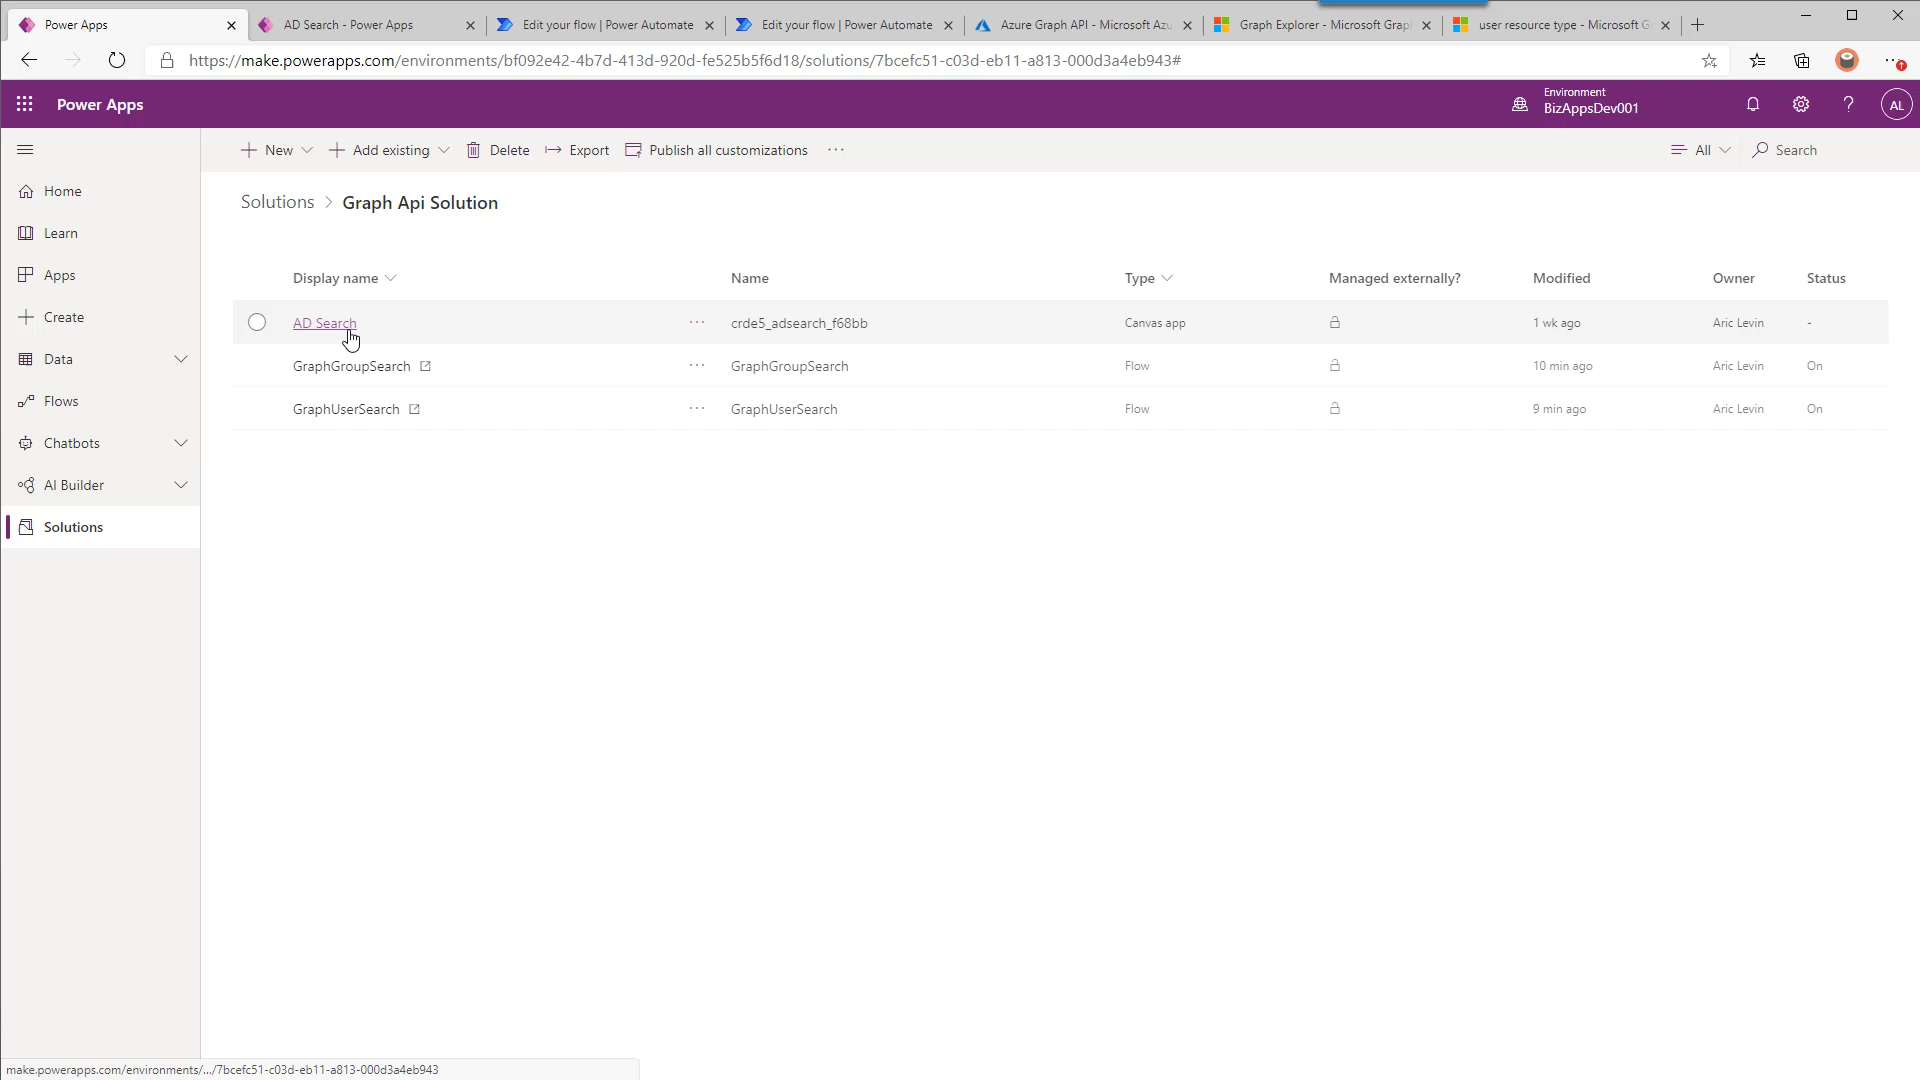 Power Apps
AD Search - Power Apps
Edit your flow | Power Automate
Edit your flow | Power Automate
Azure Graph API - Microsoft Azu
Graph Explorer - Microsoft Grap
user resource type - Microsoft G
https://make.powerapps.com/environments/bf092e42-4b7d-413d-920d-fe525b5f6d18/solutions/7bcefc51-c03d-eb11-a813-000d3a4eb943#
Power Apps
Environment
BizAppsDev001
?
AL
New
Add existing
Delete
Export
Publish all customizations
All
Search
Home
Learn
Apps
Create
Data
Flows
Chatbots
AI Builder
Solutions
Solutions > Graph Api Solution
Display name Name Type Managed externally? Modified Owner Status
AD Search ··· crde5_adsearch_f68bb Canvas app 1 wk ago Aric Levin -
GraphGroupSearch ··· GraphGroupSearch Flow 10 min ago Aric Levin On
GraphUserSearch ··· GraphUserSearch Flow 9 min ago Aric Levin On
make.powerapps.com/environments/.../7bcefc51-c03d-eb11-a813-000d3a4eb943